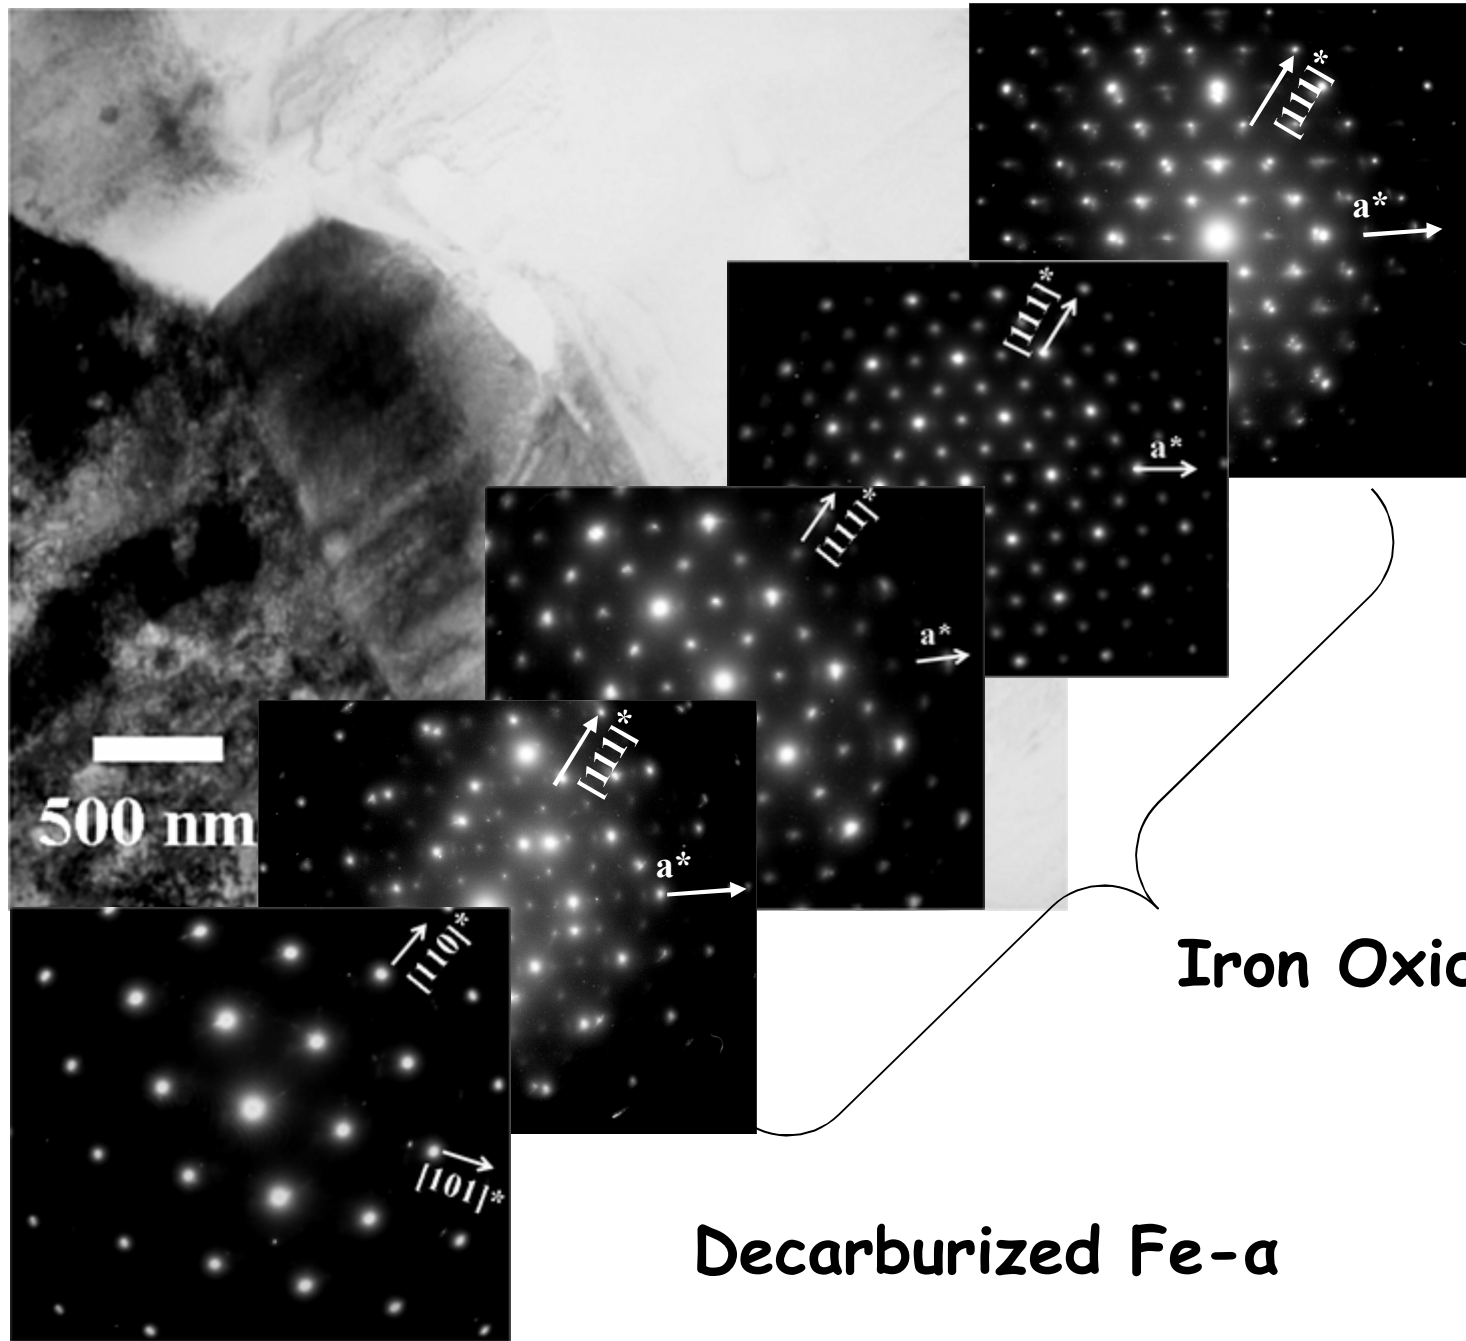 [111]*
a*
[111]*
a*
[111]*
a*
[111]*
a*
500 nm
[110]*
[101]*
Iron Oxic
Decarburized Fe-α